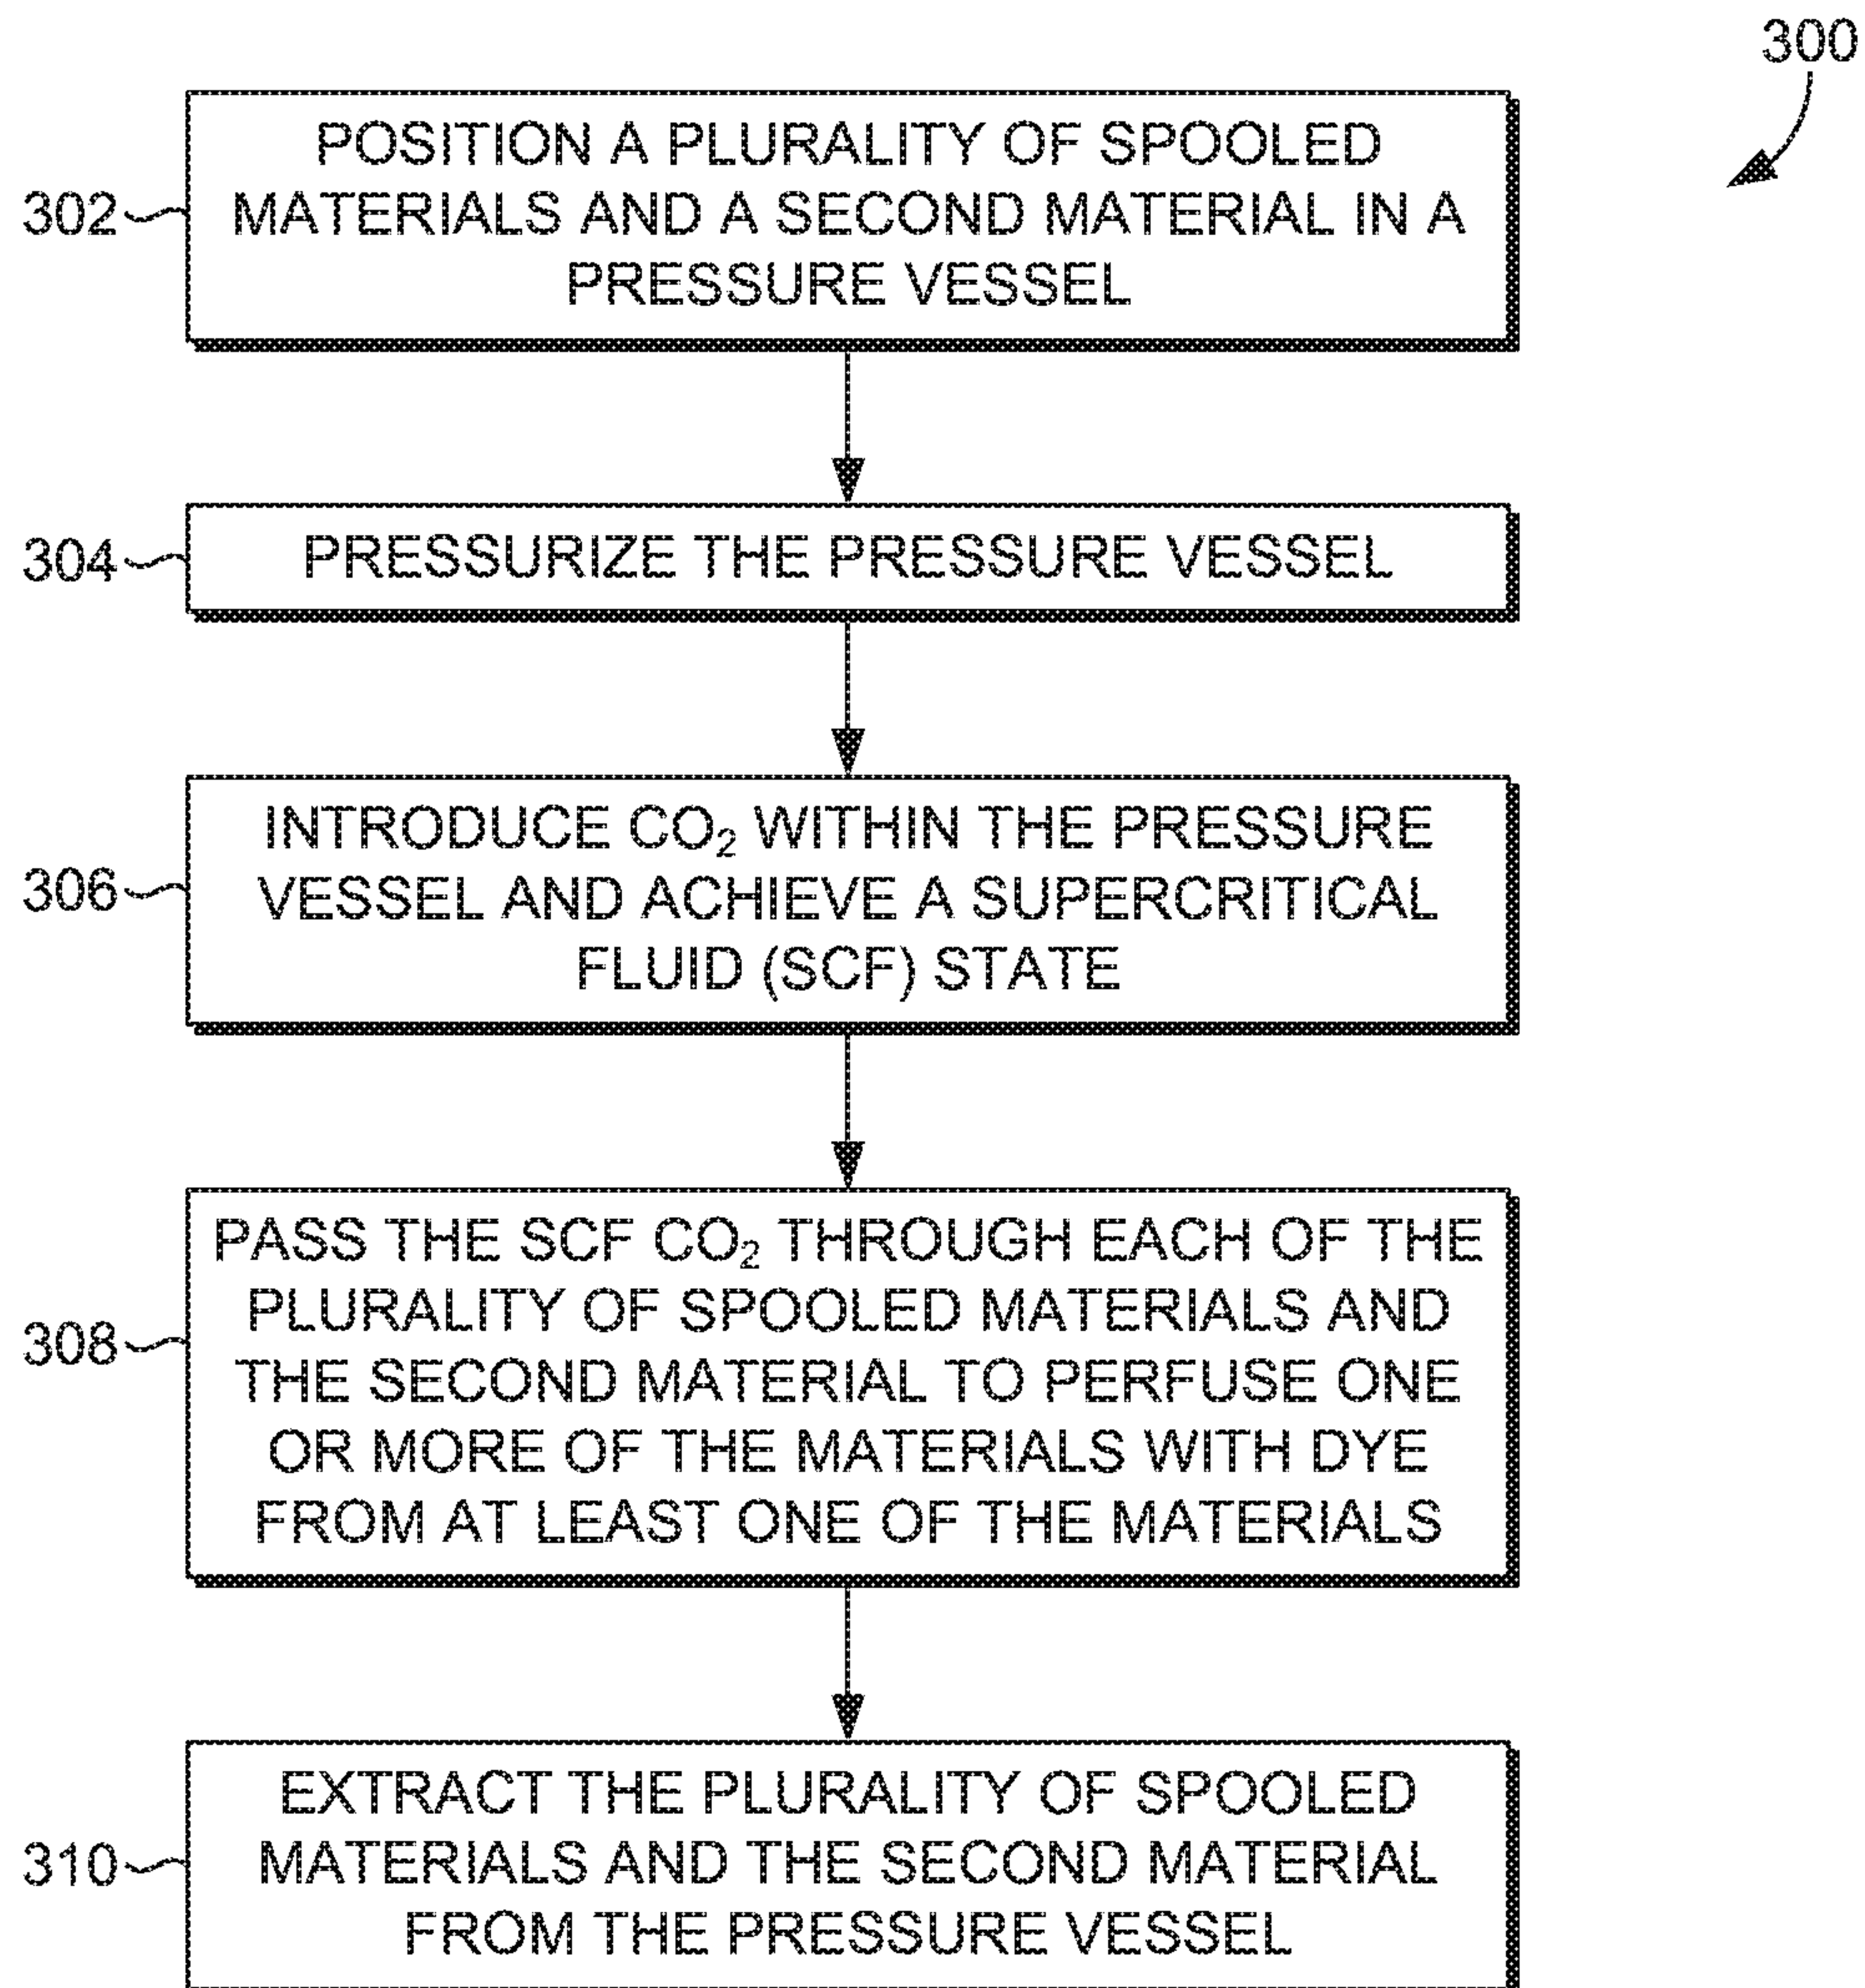 300
302
POSITION A PLURALITY OF SPOOLED
MATERIALS AND A SECOND MATERIAL IN A
PRESSURE VESSEL
304
PRESSURIZE THE PRESSURE VESSEL
306
INTRODUCE CO₂ WITHIN THE PRESSURE
VESSEL AND ACHIEVE A SUPERCRITICAL
FLUID (SCF) STATE
308
PASS THE SCF CO₂ THROUGH EACH OF THE
PLURALITY OF SPOOLED MATERIALS AND
THE SECOND MATERIAL TO PERFUSE ONE
OR MORE OF THE MATERIALS WITH DYE
FROM AT LEAST ONE OF THE MATERIALS
310
EXTRACT THE PLURALITY OF SPOOLED
MATERIALS AND THE SECOND MATERIAL
FROM THE PRESSURE VESSEL